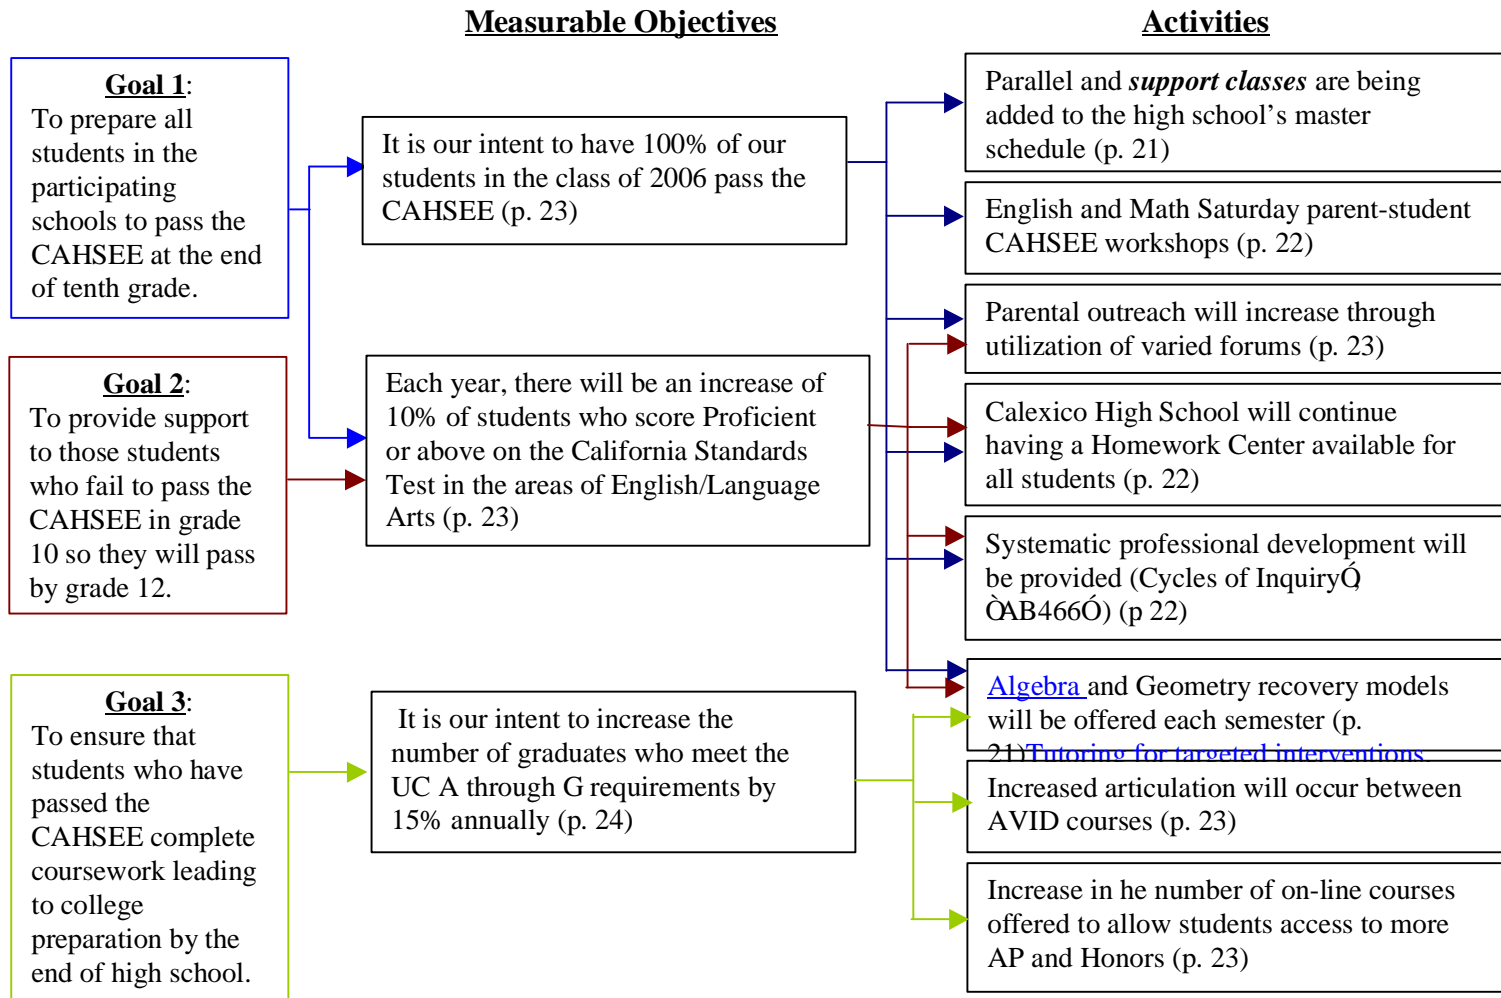 Measurable Objectives
Activities
Goal 1:
To prepare all
students in the
participating
schools to pass the
CAHSEE at the end
of tenth grade.
Goal 2:
To provide support
to those students
who fail to pass the
CAHSEE in grade
10 so they will pass
by grade 12.
Goal 3:
To ensure that
students who have
passed the
CAHSEE complete
coursework leading
to college
preparation by the
end of high school.
It is our intent to have 100% of our
students in the class of 2006 pass the
CAHSEE (p. 23)
Each year, there will be an increase of
10% of students who score Proficient
or above on the California Standards
Test in the areas of English/Language
Arts (p. 23)
It is our intent to increase the
number of graduates who meet the
UC A through G requirements by
15% annually (p. 24)
Parallel and support classes are being
added to the high school’s master
schedule (p. 21)
English and Math Saturday parent-student
CAHSEE workshops (p. 22)
Parental outreach will increase through
utilization of varied forums (p. 23)
Calexico High School will continue
having a Homework Center available for
all students (p. 22)
Systematic professional development will
be provided (Cycles of InquiryÓ,
ÒAB466Ó) (p 22)
Algebra and Geometry recovery models
will be offered each semester (p.
21)Tutoring for targeted interventions.
Increased articulation will occur between
AVID courses (p. 23)
Increase in he number of on-line courses
offered to allow students access to more
AP and Honors (p. 23)